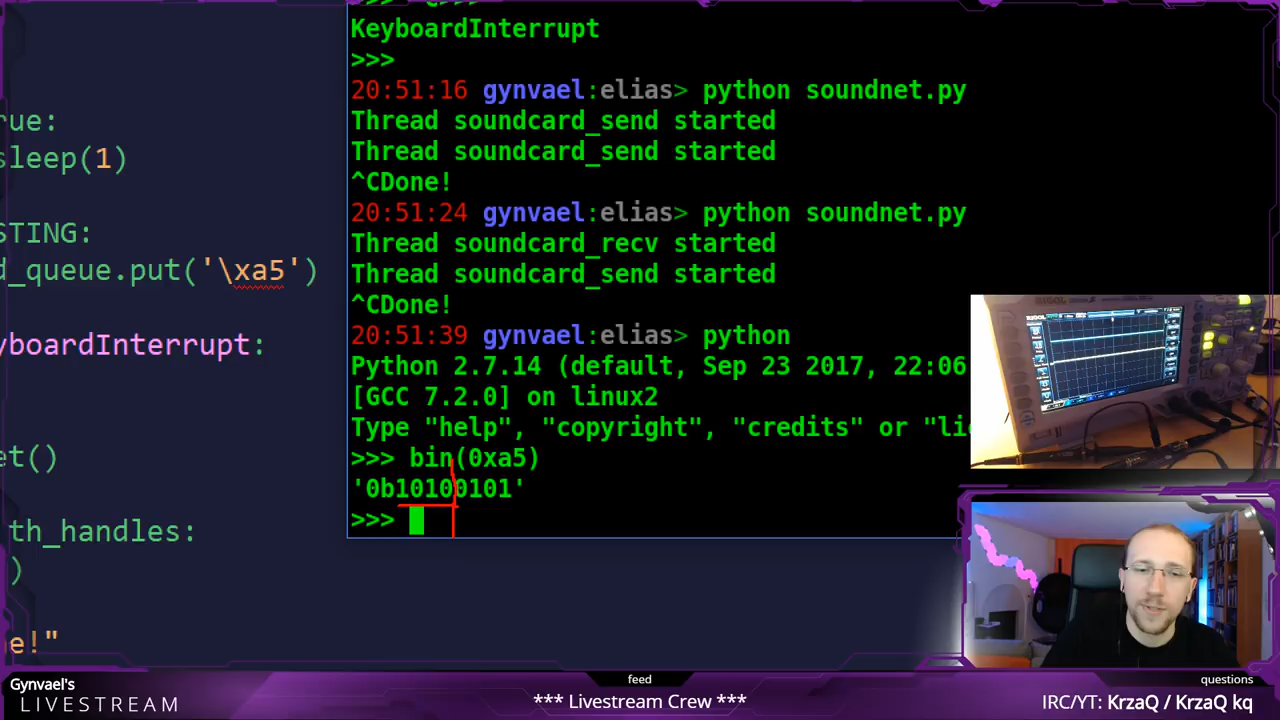 rue:
sleep(1)
STING:
d_queue.put('\xa5')
yboardInterrupt:
et()
th_handles:
)
e!"
KeyboardInterrupt
>>>
20:51:16 gynvael:elias> python soundnet.py
Thread soundcard_send started
Thread soundcard_send started
^CDone!
20:51:24 gynvael:elias> python soundnet.py
Thread soundcard_recv started
Thread soundcard_send started
^CDone!
20:51:39 gynvael:elias> python
Python 2.7.14 (default, Sep 23 2017, 22:06
[GCC 7.2.0] on linux2
Type "help", "copyright", "credits" or "lic
>>> bin(0xa5)
'0b10100101'
>>>
Gynvael's
LIVESTREAM
feed
*** Livestream Crew ***
questions
IRC/YT: KrzaQ / KrzaQ kq